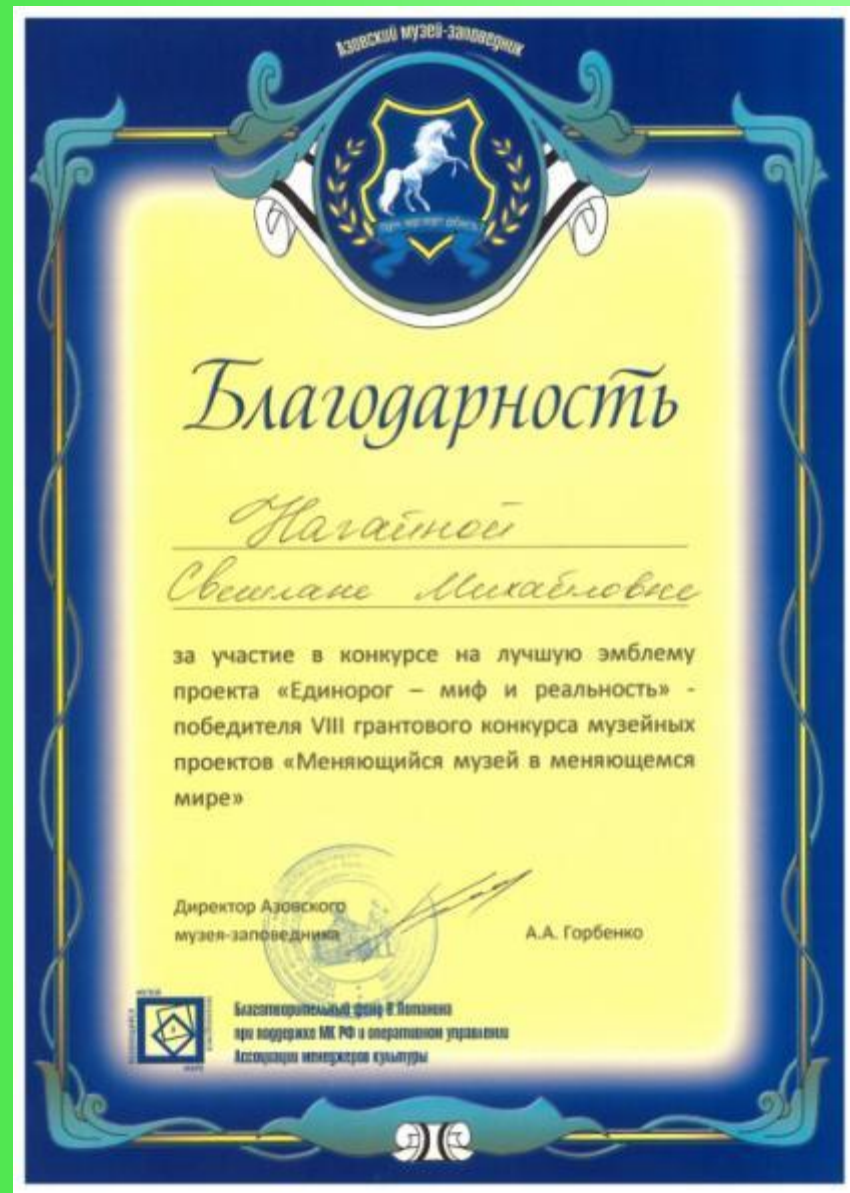 Азовский музей-заповедник
Благодарность
Нагайной
Светлане Михайловне
за участие в конкурсе на лучшую эмблему
проекта «Единорог – миф и реальность» -
победителя VIII грантового конкурса музейных
проектов «Меняющийся музей в меняющемся
мире»
Директор Азовского
музея-заповедника
А.А. Горбенко
Благотворительный фонд В.Потанина
при поддержке МК РФ и оперативном управлении
Ассоциации менеджеров культуры